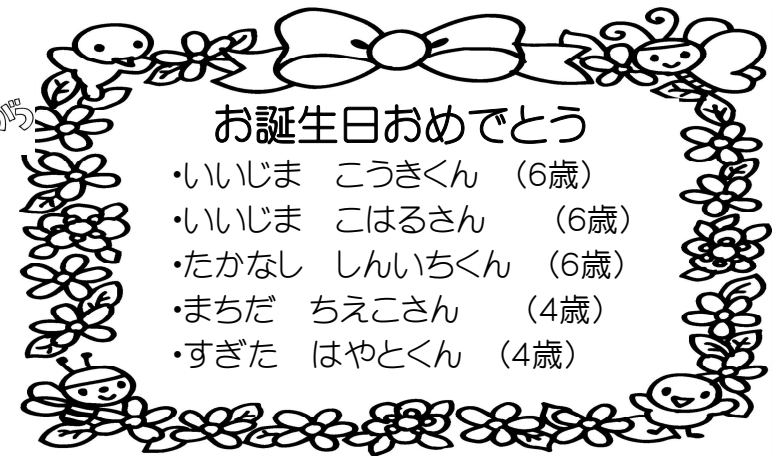 お誕生日おめでとう
・いいじま　こうきくん　（6歳）
・いいじま　こはるさん　　（6歳）
・たかなし　しんいちくん　（6歳）
・まちだ　ちえこさん　　（4歳）
・すぎた　はやとくん　（4歳）